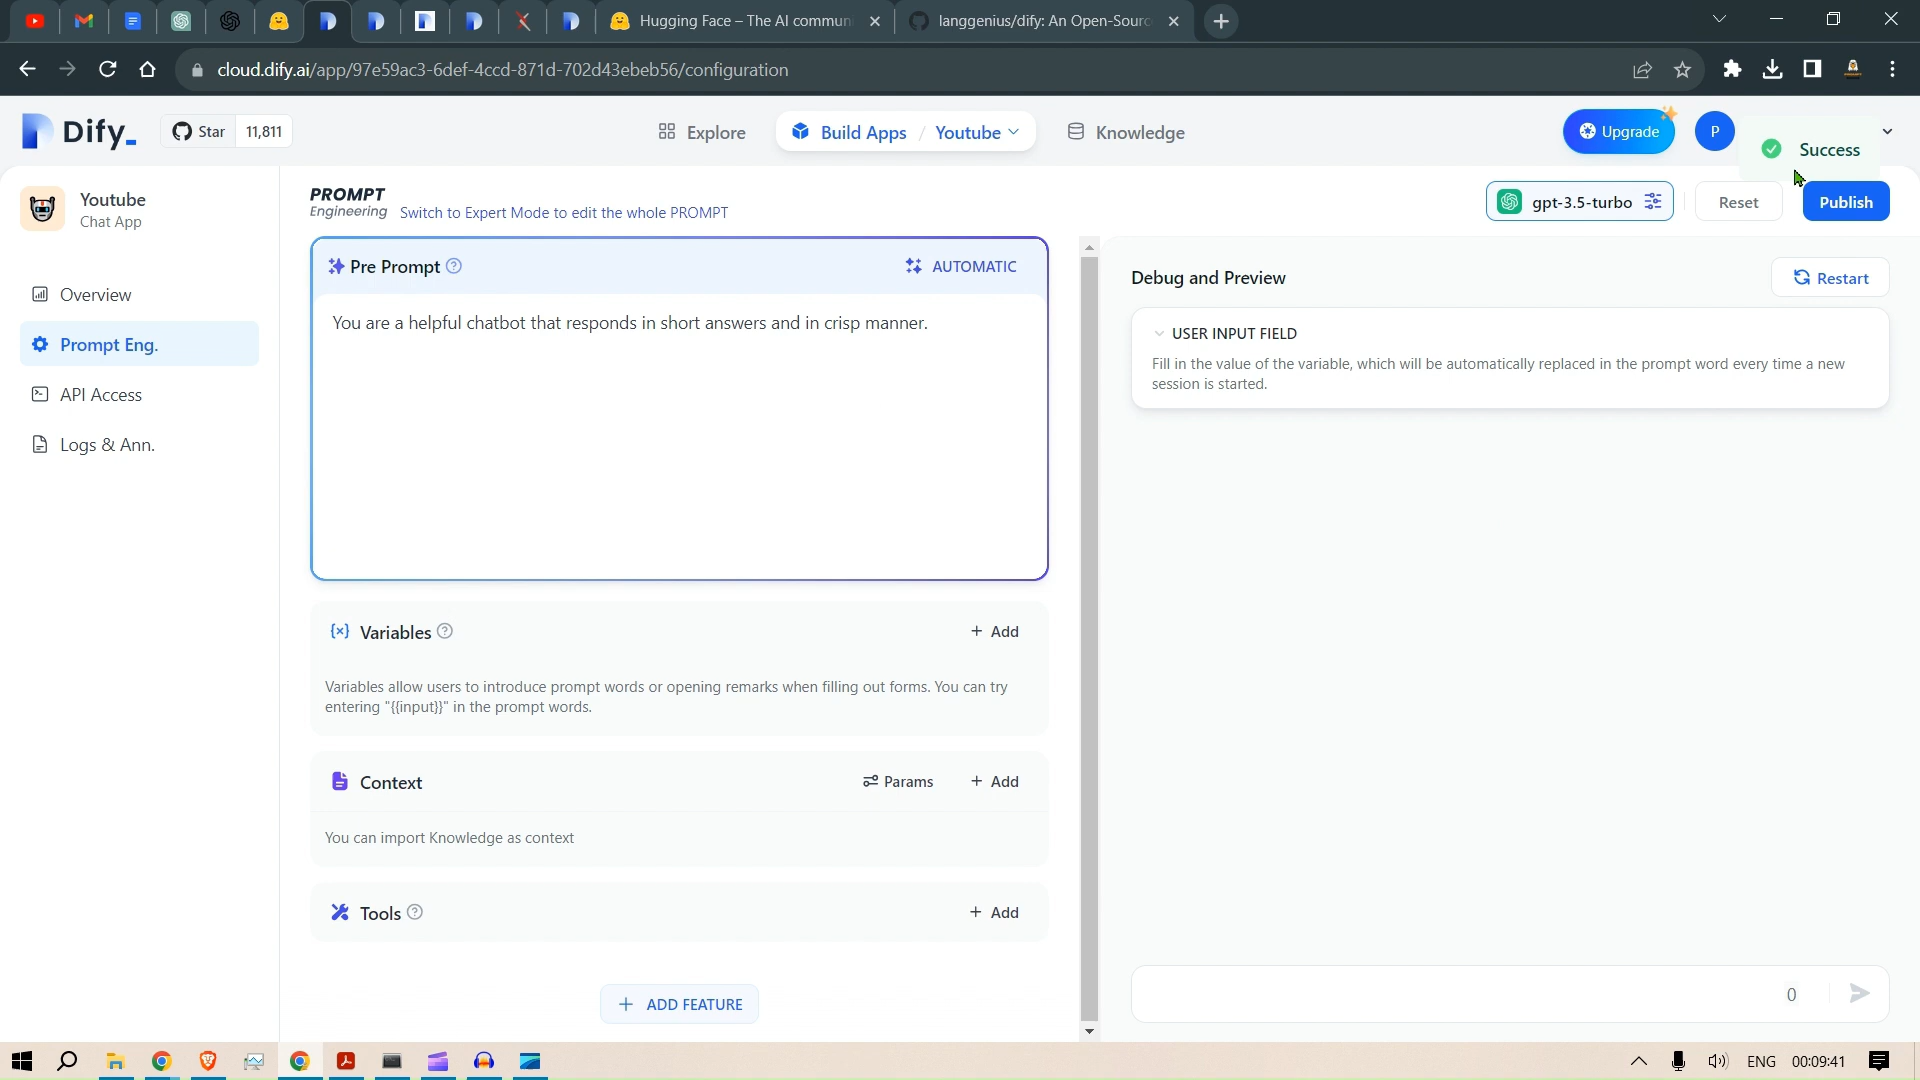 Hugging Face – The AI commun
langgenius/dify: An Open-Sourc
cloud.dify.ai/app/97e59ac3-6def-4ccd-871d-702d43ebeb56/configuration
Dify_
Star 11,811
Explore
Build Apps / Youtube
Knowledge
Upgrade
P
Success
Youtube
Chat App
PROMPT
Engineering
Switch to Expert Mode to edit the whole PROMPT
gpt-3.5-turbo
Reset
Publish
Overview
Prompt Eng.
API Access
Logs & Ann.
Pre Prompt
AUTOMATIC
You are a helpful chatbot that responds in short answers and in crisp manner.
Variables
+ Add
Variables allow users to introduce prompt words or opening remarks when filling out forms. You can try
entering "{{input}}" in the prompt words.
Context
Params
+ Add
You can import Knowledge as context
Tools
+ Add
+ ADD FEATURE
Debug and Preview
Restart
USER INPUT FIELD
Fill in the value of the variable, which will be automatically replaced in the prompt word every time a new
session is started.
0
ENG 00:09:41